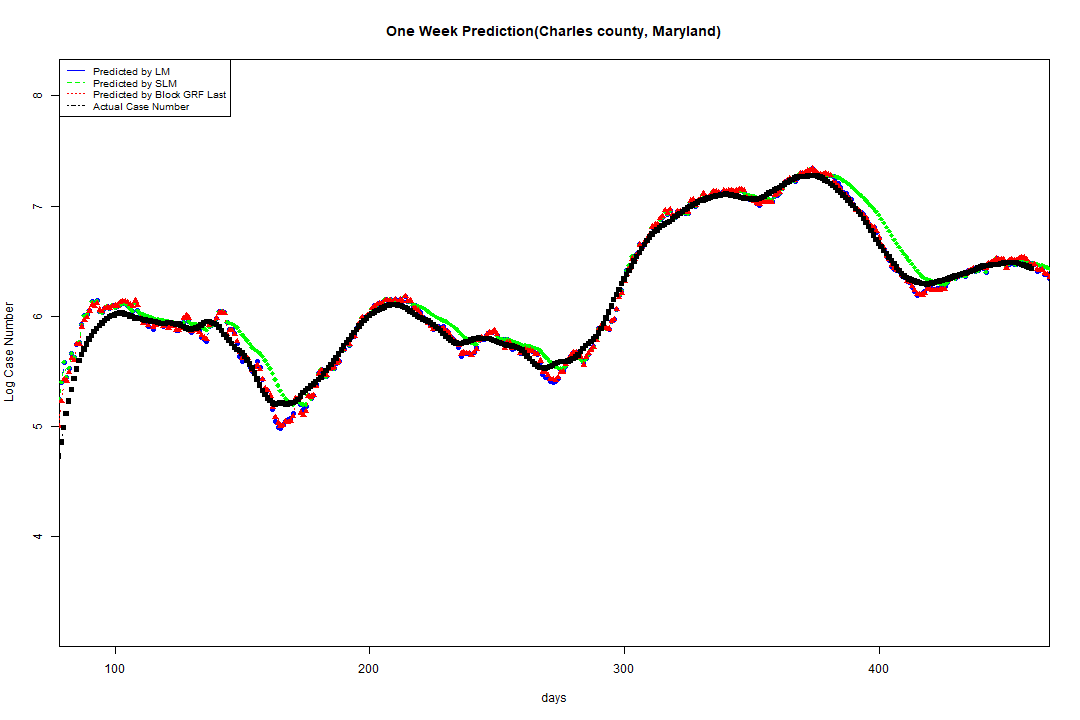 One Week Prediction(Charles county, Maryland)
Predicted by LM
Predicted by SLM
Predicted by Block GRF Last
Actual Case Number
8
7
6
5
4
Log Case Number
100 200 300 400
days